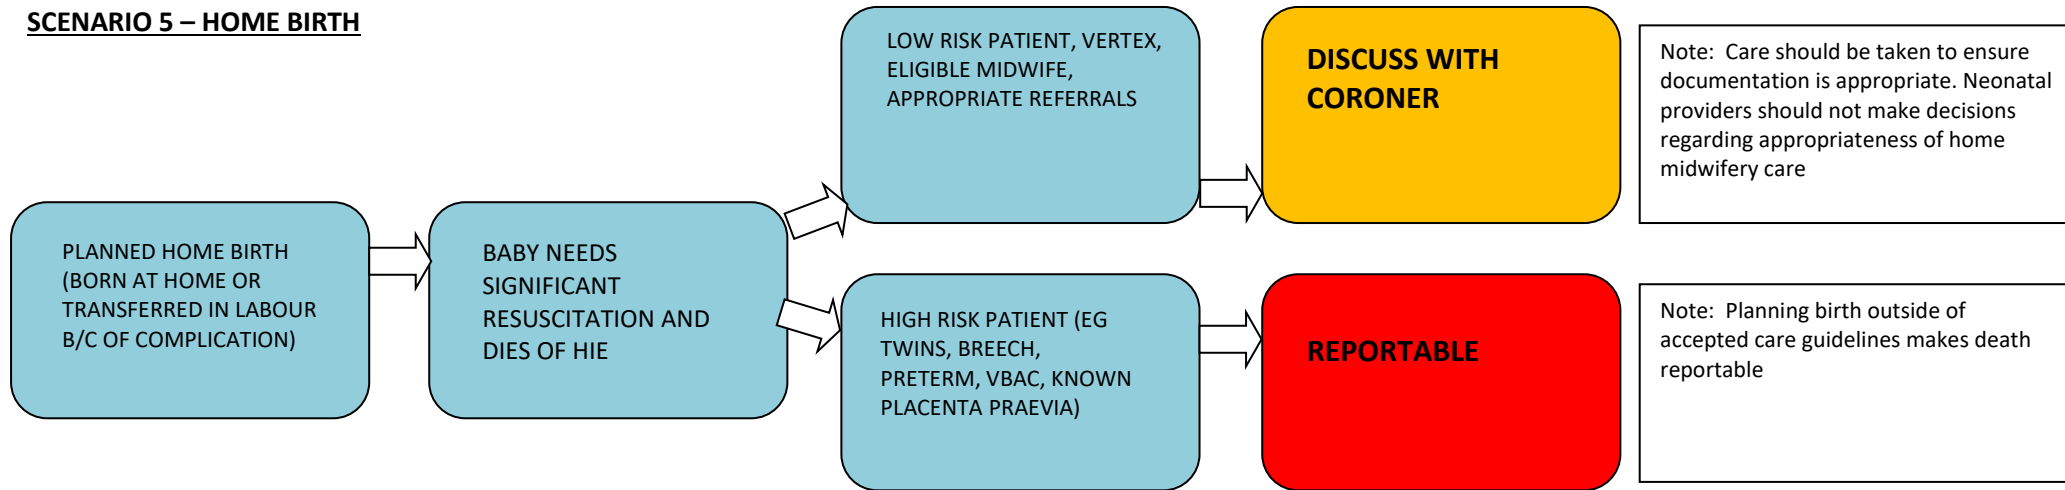 SCENARIO 5 – HOME BIRTH
PLANNED HOME BIRTH
(BORN AT HOME OR
TRANSFERRED IN LABOUR
B/C OF COMPLICATION)
BABY NEEDS
SIGNIFICANT
RESUSCITATION AND
DIES OF HIE
LOW RISK PATIENT, VERTEX,
ELIGIBLE MIDWIFE,
APPROPRIATE REFERRALS
DISCUSS WITH
CORONER
Note: Care should be taken to ensure
documentation is appropriate. Neonatal
providers should not make decisions
regarding appropriateness of home
midwifery care
HIGH RISK PATIENT (EG
TWINS, BREECH,
PRETERM, VBAC, KNOWN
PLACENTA PRAEVIA)
REPORTABLE
Note: Planning birth outside of
accepted care guidelines makes death
reportable